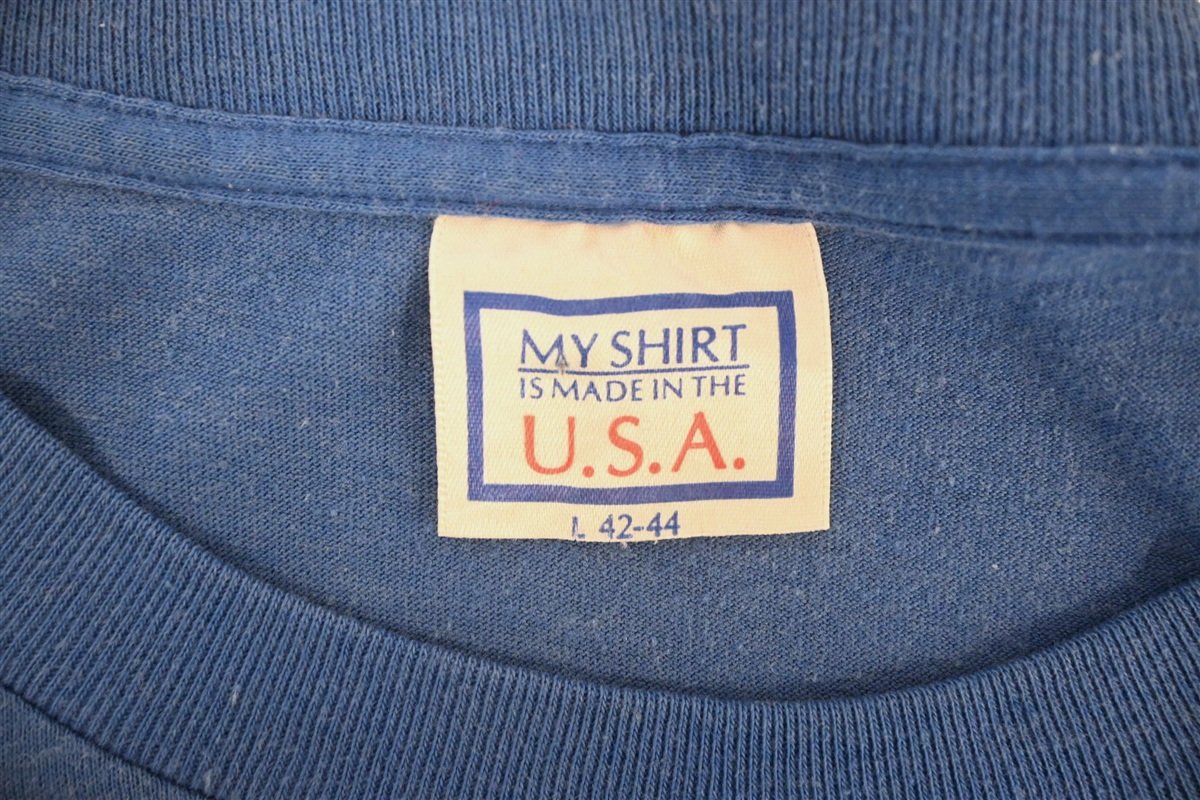 MY SHIRT
IS MADE IN THE
U.S.A.
L 42-44